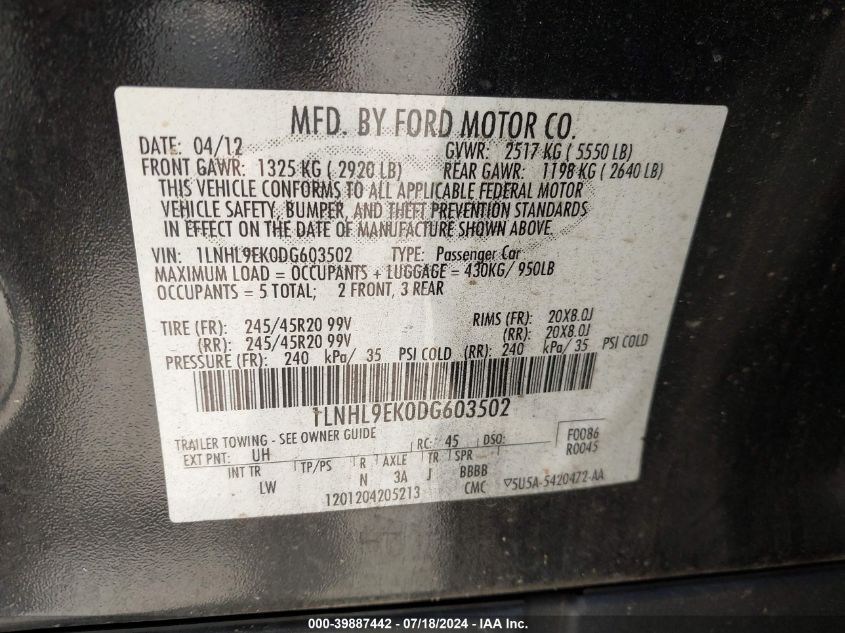 MFD. BY FORD MOTOR CO.
DATE: 04/12 GVWR: 2517 KG ( 5550 LB)
FRONT GAWR: 1325 KG ( 2920 LB) REAR GAWR: 1198 KG ( 2640 LB)
THIS VEHICLE CONFORMS TO ALL APPLICABLE FEDERAL MOTOR
VEHICLE SAFETY, BUMPER, AND THEFT PREVENTION STANDARDS
IN EFFECT ON THE DATE OF MANUFACTURE SHOWN ABOVE.
VIN: 1LNHL9EK0DG603502 TYPE: Passenger Car
MAXIMUM LOAD = OCCUPANTS + LUGGAGE = 430KG/ 950LB
OCCUPANTS = 5 TOTAL; 2 FRONT, 3 REAR
TIRE (FR): 245/45R20 99V RIMS (FR): 20X8.0J
(RR): 245/45R20 99V (RR): 20X8.0J
PRESSURE (FR): 240 kPa/ 35 PSI COLD (RR): 240 kPa/ 35 PSI COLD
1LNHL9EK0DG603502
TRAILER TOWING - SEE OWNER GUIDE RC: 45 DSO: F0086
EXT PNT: UH R0045
INT TR TP/PS R AXLE TR SPR
LW N 3A J BBBB
1201204205213 CMC ▽5U5A-5420472-AA
000-39887442 - 07/18/2024 - IAA Inc.